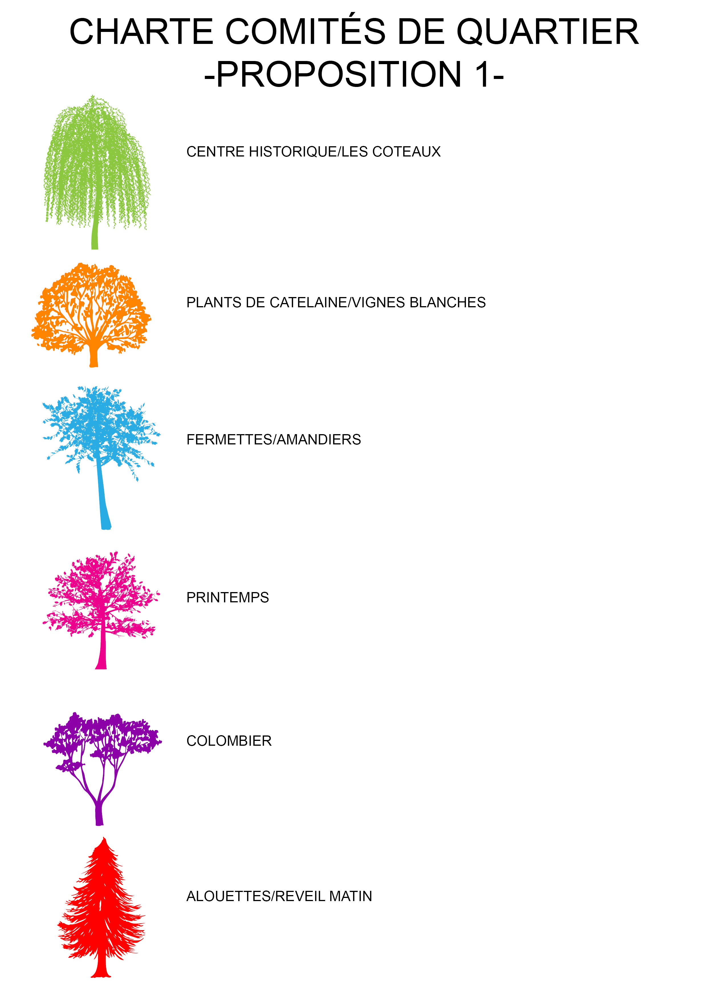 CHARTE COMITÉS DE QUARTIER
-PROPOSITION 1-
CENTRE HISTORIQUE/LES COTEAUX
PLANTS DE CATELAINE/VIGNES BLANCHES
FERMETTES/AMANDIERS
PRINTEMPS
COLOMBIER
ALOUETTES/REVEIL MATIN